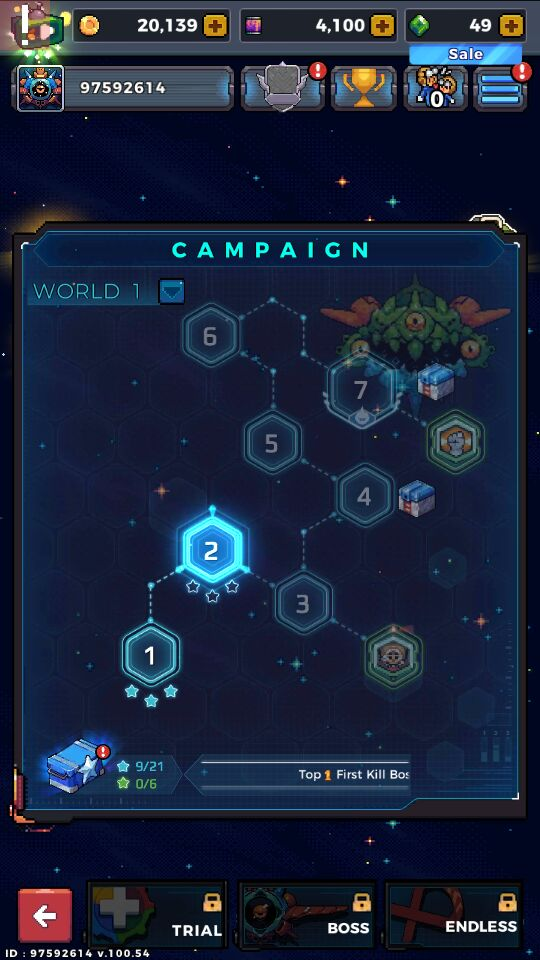 20,139
4,100
49
Sale
97592614
0
CAMPAIGN
WORLD 1
6
7
5
4
2
3
1
9/21
0/6
Top 1 First Kill Bos
TRIAL
BOSS
ENDLESS
ID : 97592614 v.100.54